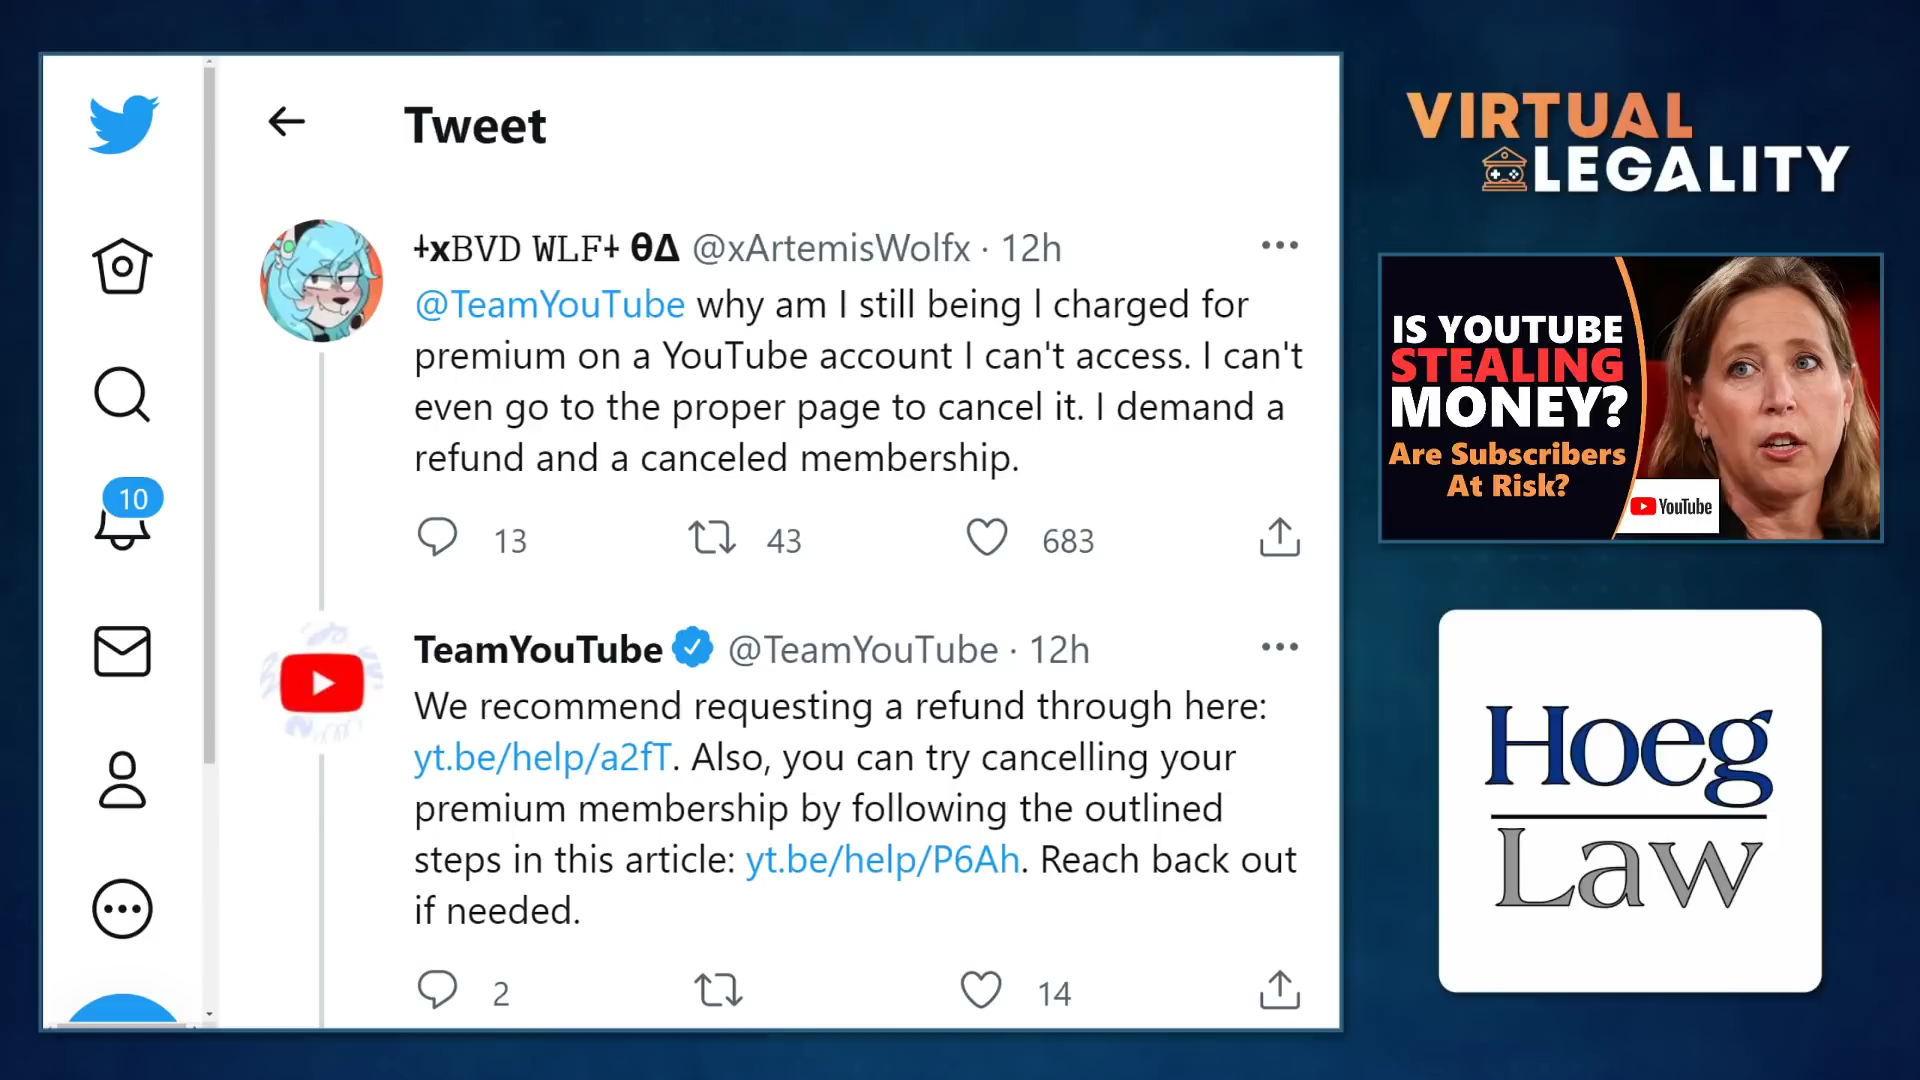 Tweet
ɫxBVD WLFɫ θΔ @xArtemisWolfx · 12h
@TeamYouTube why am I still being l charged for
premium on a YouTube account I can't access. I can't
even go to the proper page to cancel it. I demand a
refund and a canceled membership.
13 43 683
TeamYouTube @TeamYouTube · 12h
We recommend requesting a refund through here:
yt.be/help/a2fT. Also, you can try cancelling your
premium membership by following the outlined
steps in this article: yt.be/help/P6Ah. Reach back out
if needed.
2 14
10
VIRTUAL
LEGALITY
IS YOUTUBE
STEALING
MONEY?
Are Subscribers
At Risk?
YouTube
Hoeg
Law